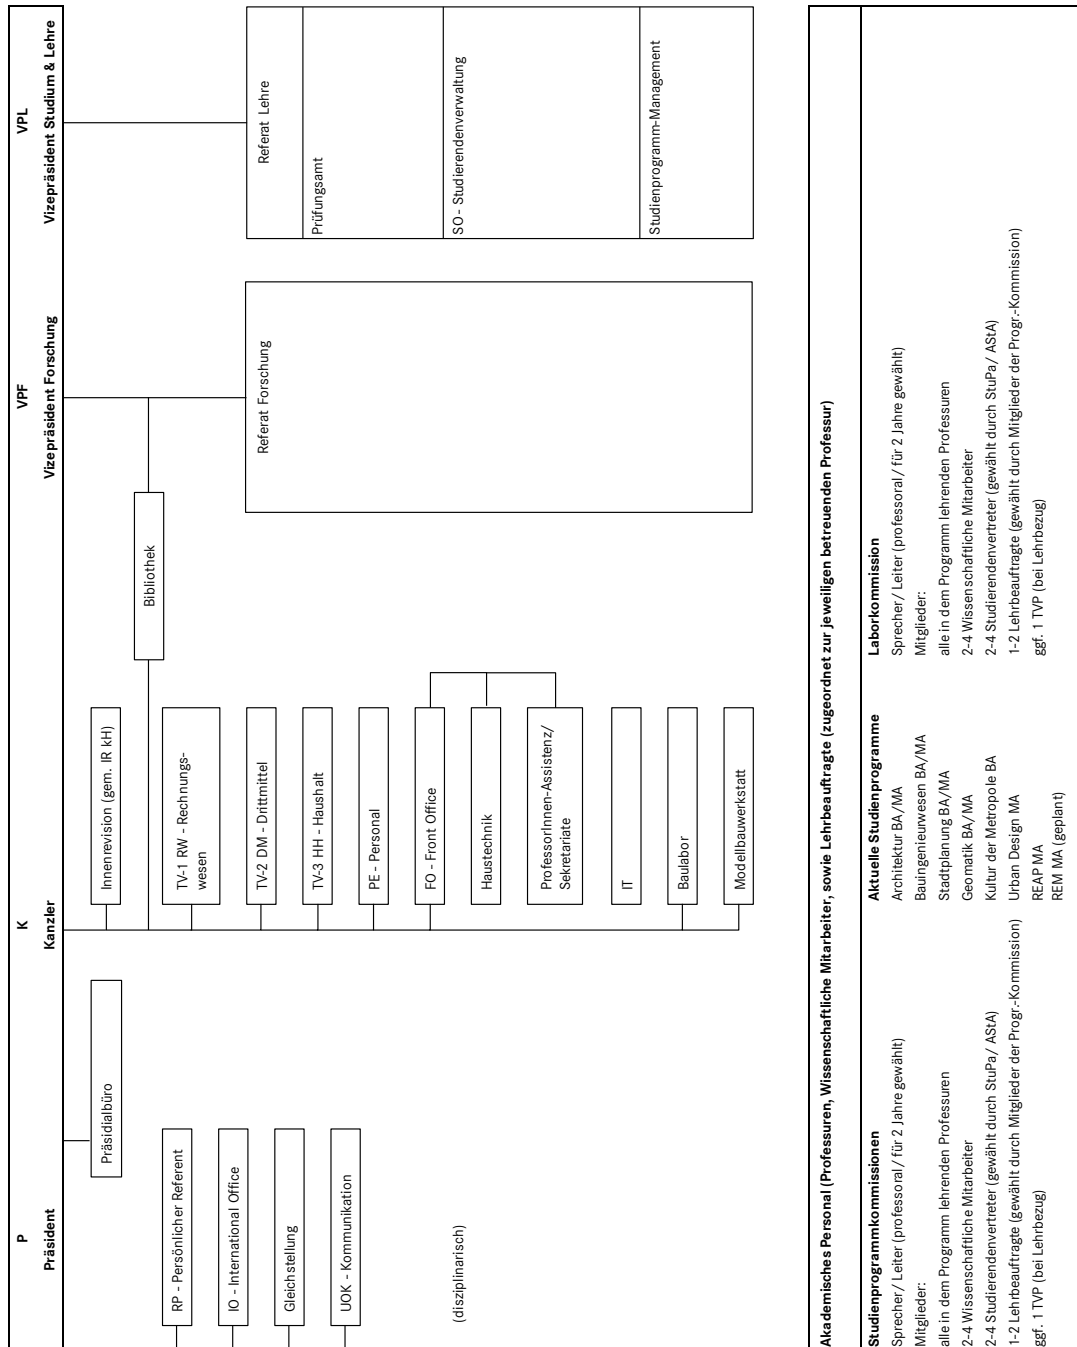 P
Präsident
K
Kanzler
VPF
Vizepräsident Forschung
VPL
Vizepräsident Studium & Lehre
Präsidialbüro
RP - Persönlicher Referent
IO - International Office
Gleichstellung
UOK - Kommunikation
(disziplinarisch)
Innenrevision (gem. IR kH)
TV-1 RW - Rechnungs-
wesen
TV-2 DM - Drittmittel
TV-3 HH - Haushalt
PE - Personal
FO - Front Office
Haustechnik
ProfessorInnen-Assistenz/
Sekretariate
IT
Baulabor
Modellbauwerkstatt
Bibliothek
Referat Forschung
Referat Lehre
Prüfungsamt
SO - Studierendenverwaltung
Studienprogramm-Management
Akademisches Personal (Professuren, Wissenschaftliche Mitarbeiter, sowie Lehrbeauftragte (zugeordnet zur jeweiligen betreuenden Professur)
Studienprogrammkommissionen
Sprecher/ Leiter (professoral/ für 2 Jahre gewählt)
Mitglieder:
alle in dem Programm lehrenden Professuren
2-4 Wissenschaftliche Mitarbeiter
2-4 Studierendenvertreter (gewählt durch StuPa/ AStA)
1-2 Lehrbeauftragte (gewählt durch Mitglieder der Progr.-Kommission)
ggf. 1 TVP (bei Lehrbezug)
Aktuelle Studienprogramme
Architektur BA/MA
Bauingenieurwesen BA/MA
Stadtplanung BA/MA
Geomatik BA/MA
Kultur der Metropole BA
Urban Design MA
REAP MA
REM MA (geplant)
Laborkommission
Sprecher/ Leiter (professoral/ für 2 Jahre gewählt)
Mitglieder:
alle in dem Programm lehrenden Professuren
2-4 Wissenschaftliche Mitarbeiter
2-4 Studierendenvertreter (gewählt durch StuPa/ AStA)
1-2 Lehrbeauftragte (gewählt durch Mitglieder der Progr.-Kommission)
ggf. 1 TVP (bei Lehrbezug)